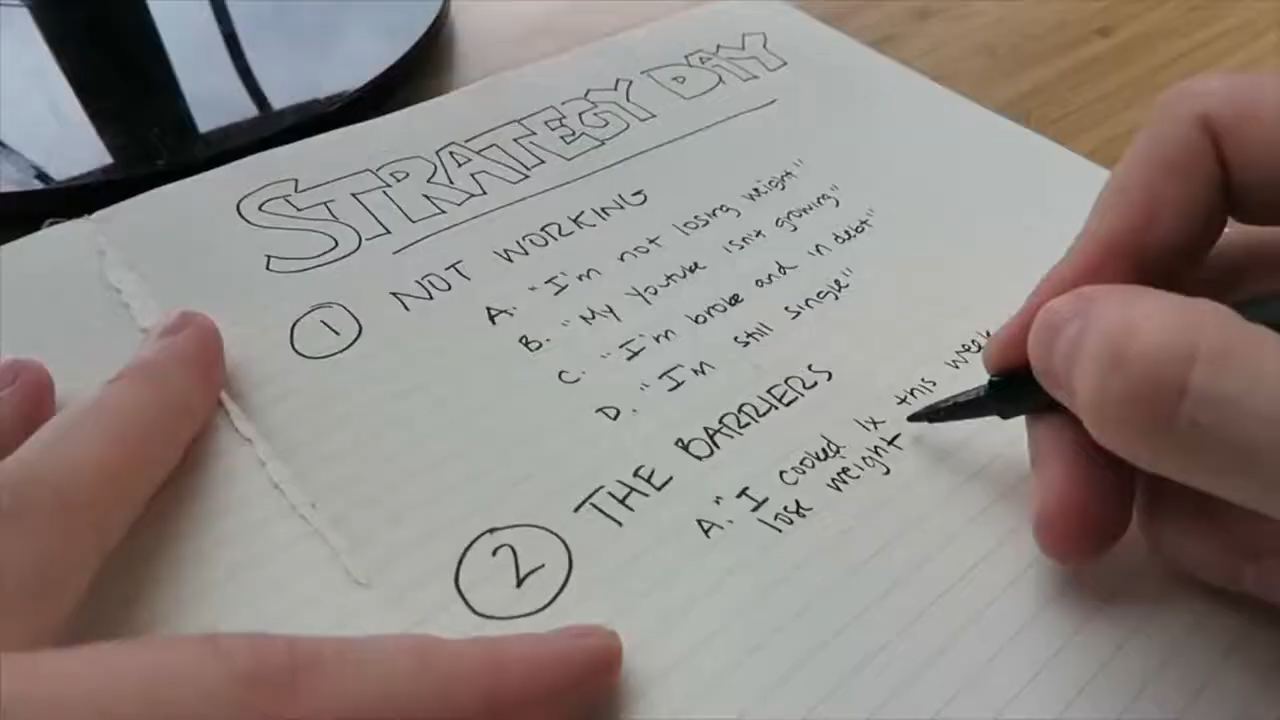 STRATEGY DAY
1 NOT WORKING
A. "I'm not losing weight"
B. "My Youtube isn't growing"
C. "I'm broke and in debt"
D. "I'm still single"
2 THE BARRIERS
A. "I cooked 1x this week
lose weight